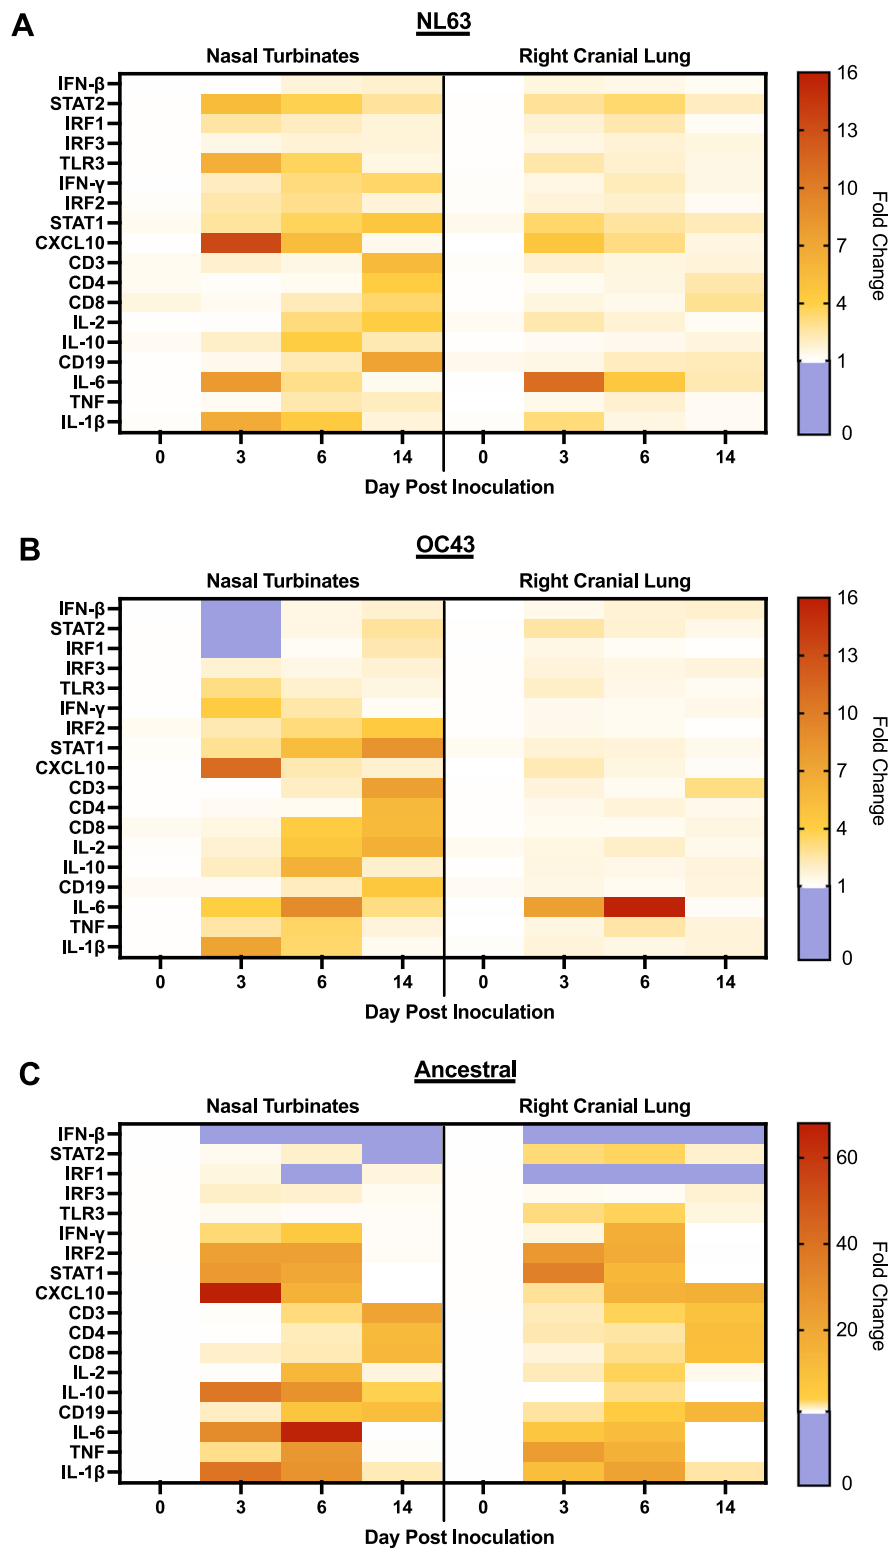 A
NL63
Nasal Turbinates
Right Cranial Lung
IFN-β
STAT2
IRF1
IRF3
TLR3
IFN-γ
IRF2
STAT1
CXCL10
CD3
CD4
CD8
IL-2
IL-10
CD19
IL-6
TNF
IL-1β
0 3 6 14 0 3 6 14
Day Post Inoculation
16
13
10
7
4
1
0
Fold Change
B
OC43
Nasal Turbinates
Right Cranial Lung
IFN-β
STAT2
IRF1
IRF3
TLR3
IFN-γ
IRF2
STAT1
CXCL10
CD3
CD4
CD8
IL-2
IL-10
CD19
IL-6
TNF
IL-1β
0 3 6 14 0 3 6 14
Day Post Inoculation
16
13
10
7
4
1
0
Fold Change
C
Ancestral
Nasal Turbinates
Right Cranial Lung
IFN-β
STAT2
IRF1
IRF3
TLR3
IFN-γ
IRF2
STAT1
CXCL10
CD3
CD4
CD8
IL-2
IL-10
CD19
IL-6
TNF
IL-1β
0 3 6 14 0 3 6 14
Day Post Inoculation
60
40
20
0
Fold Change